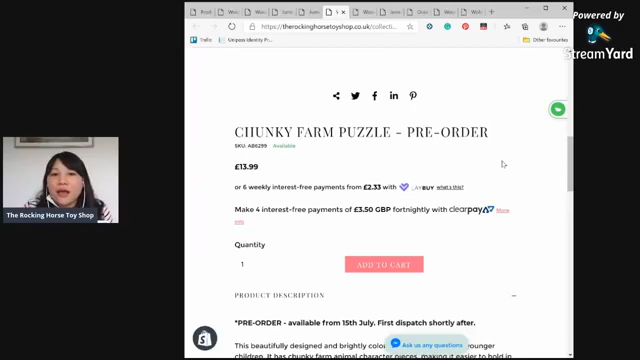 Powered by
StreamYard
https://therockinghorsetoyshop.co.uk/collecti...
Trello
Unipass Identity P...
Other favourites
CHUNKY FARM PUZZLE - PRE-ORDER
SKU: AB6299 Available
£13.99
or 6 weekly interest-free payments from £2.33 with LAYBUY what's this?
Make 4 interest-free payments of £3.50 GBP fortnightly with clearpay More
info
Quantity
1
ADD TO CART
PRODUCT DESCRIPTION
*PRE-ORDER - available from 15th July. First dispatch shortly after.
This beautifully designed and brightly colou
younger
children. It has chunky farm animal character pieces, making it easier to hold in
Ask us any questions
The Rocking Horse Toy Shop